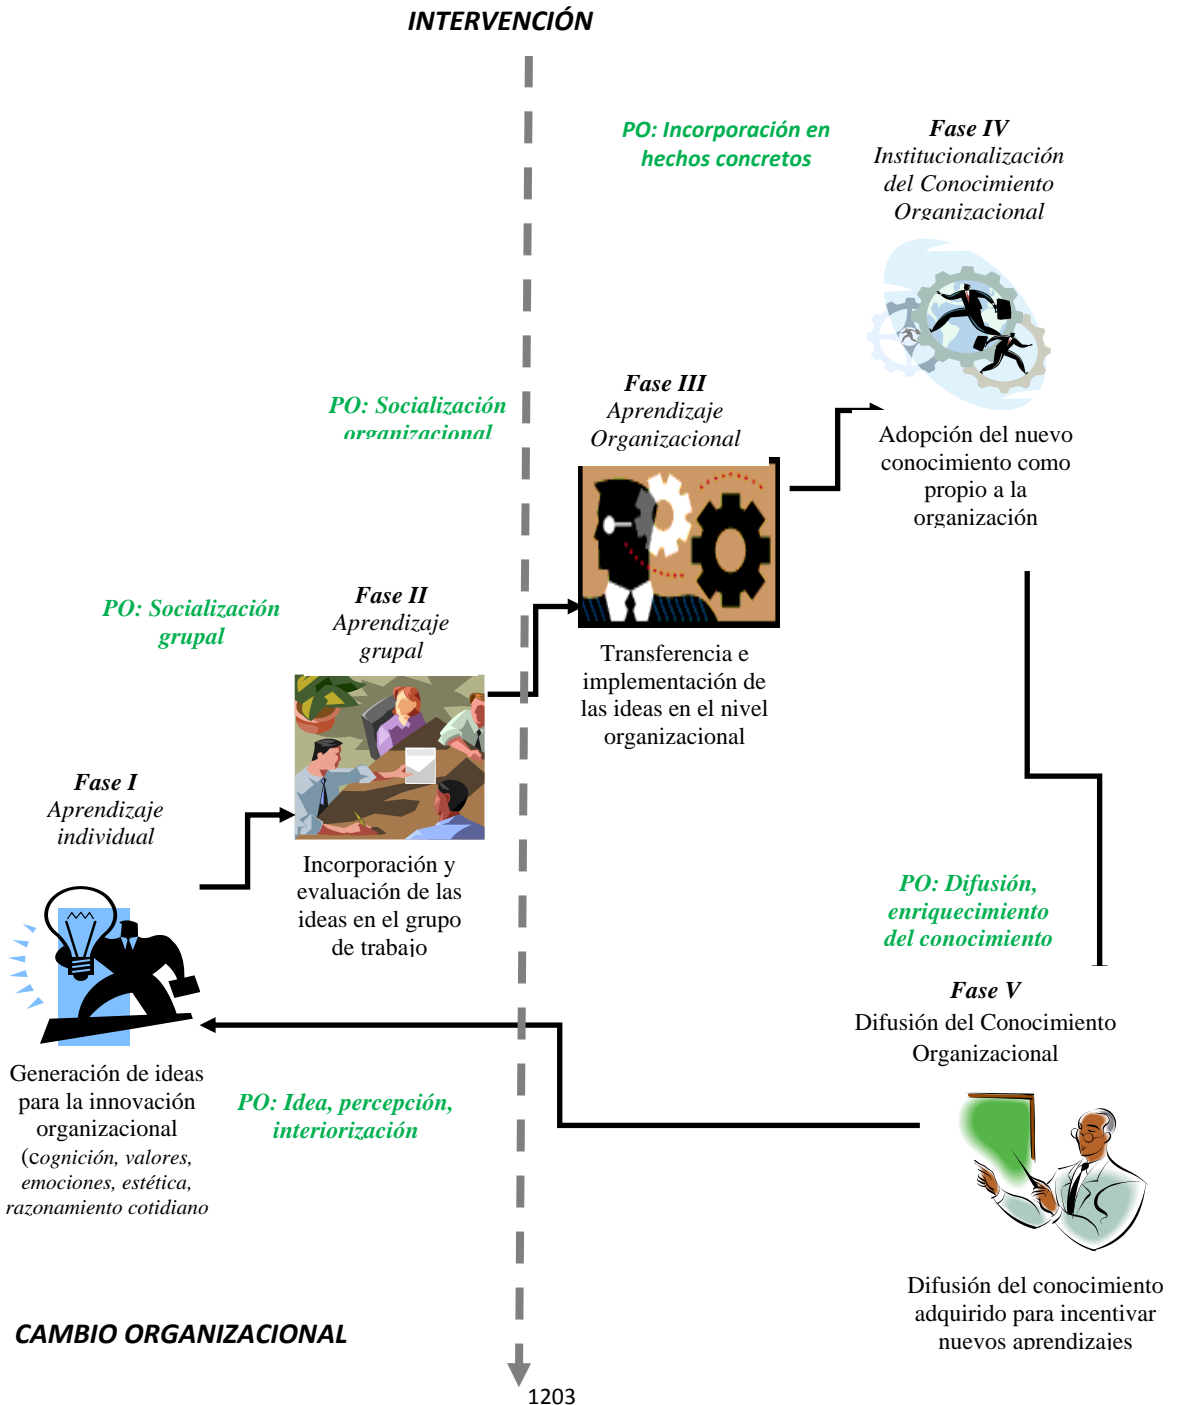 INTERVENCIÓN
PO: Incorporación en
hechos concretos
Fase IV
Institucionalización
del Conocimiento
Organizacional
Adopción del nuevo
conocimiento como
propio a la
organización
Fase III
Aprendizaje
Organizacional
Transferencia e
implementación de
las ideas en el nivel
organizacional
PO: Socialización
organizacional
Fase II
Aprendizaje
grupal
Incorporación y
evaluación de las
ideas en el grupo
de trabajo
PO: Socialización
grupal
Fase I
Aprendizaje
individual
Generación de ideas
para la innovación
organizacional
(cognición, valores,
emociones, estética,
razonamiento cotidiano
PO: Idea, percepción,
interiorización
PO: Difusión,
enriquecimiento
del conocimiento
Fase V
Difusión del Conocimiento
Organizacional
Difusión del conocimiento
adquirido para incentivar
nuevos aprendizajes
CAMBIO ORGANIZACIONAL
1203